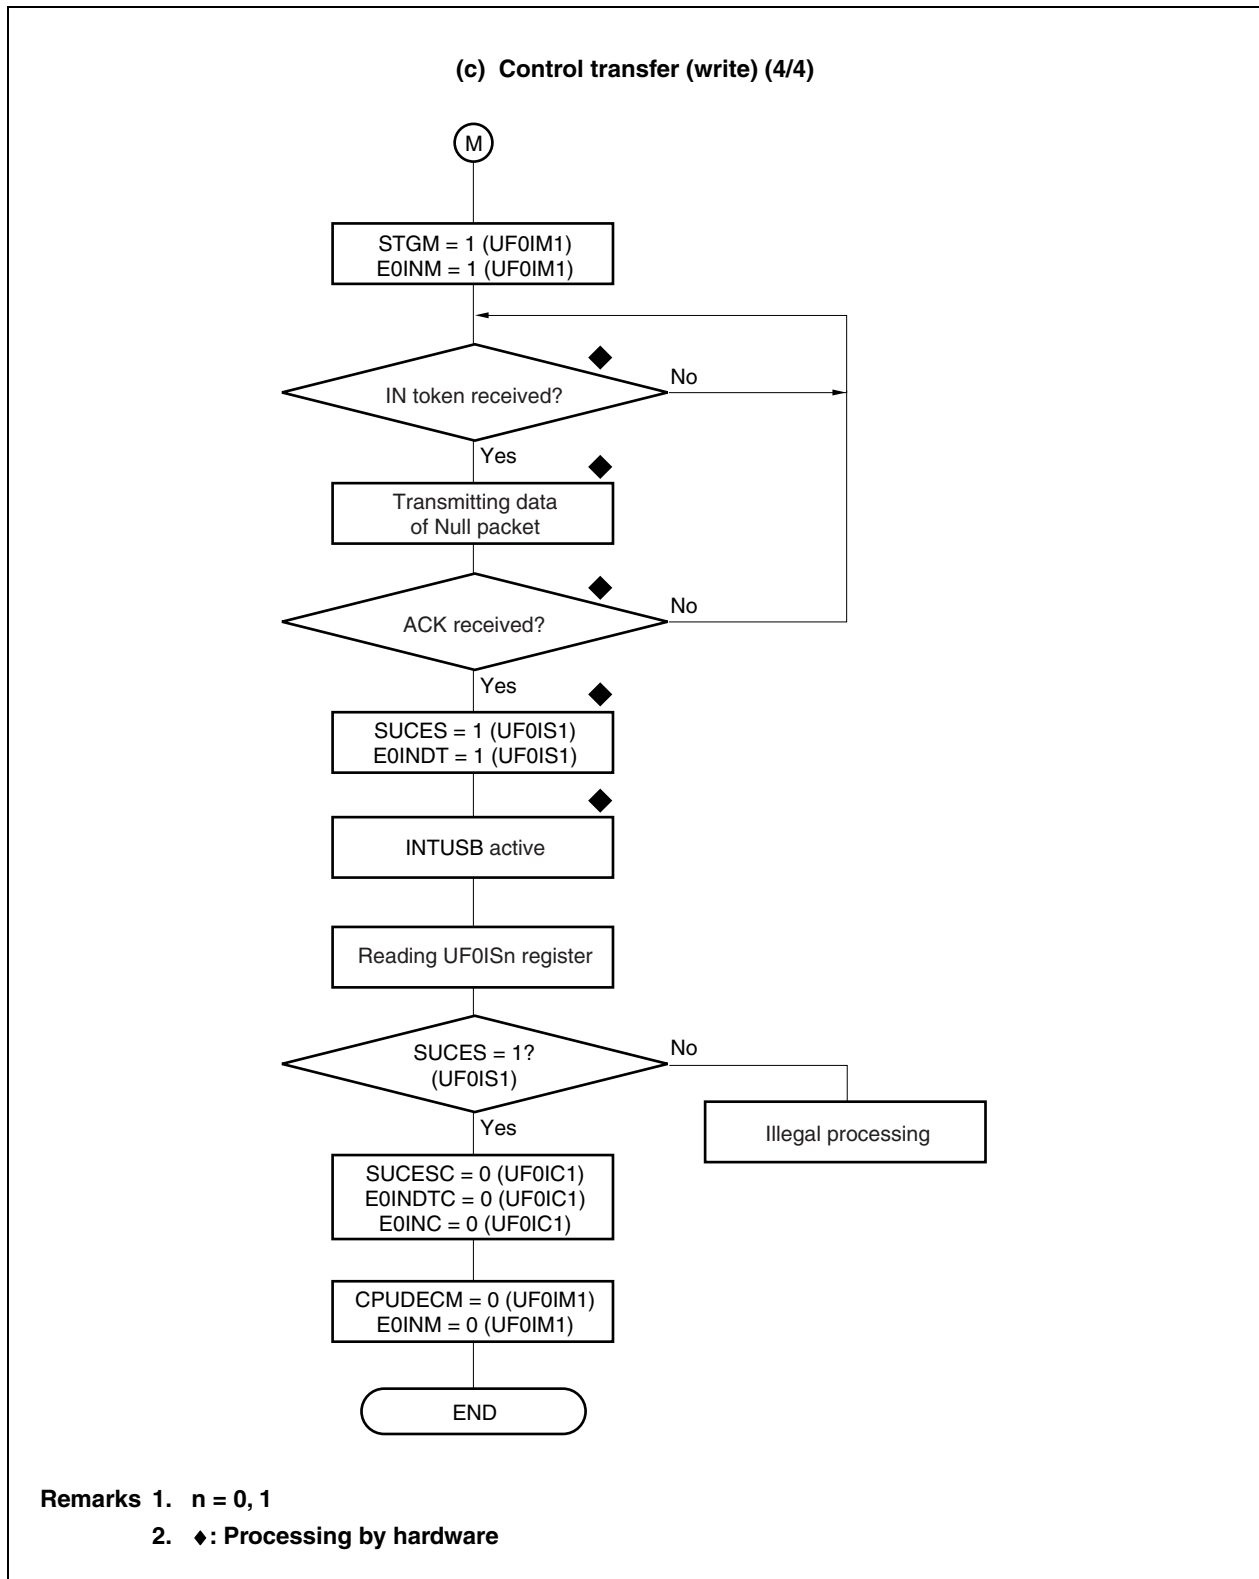 (c) Control transfer (write) (4/4)
M
STGM = 1 (UF0IM1)
E0INM = 1 (UF0IM1)
IN token received?
No
Yes
Transmitting data
of Null packet
ACK received?
No
Yes
SUCES = 1 (UF0IS1)
E0INDT = 1 (UF0IS1)
INTUSB active
Reading UF0ISn register
SUCES = 1?
(UF0IS1)
No
Yes
Illegal processing
SUCESC = 0 (UF0IC1)
E0INDTC = 0 (UF0IC1)
E0INC = 0 (UF0IC1)
CPUDECM = 0 (UF0IM1)
E0INM = 0 (UF0IM1)
END
Remarks 1. n = 0, 1
2. ♦: Processing by hardware